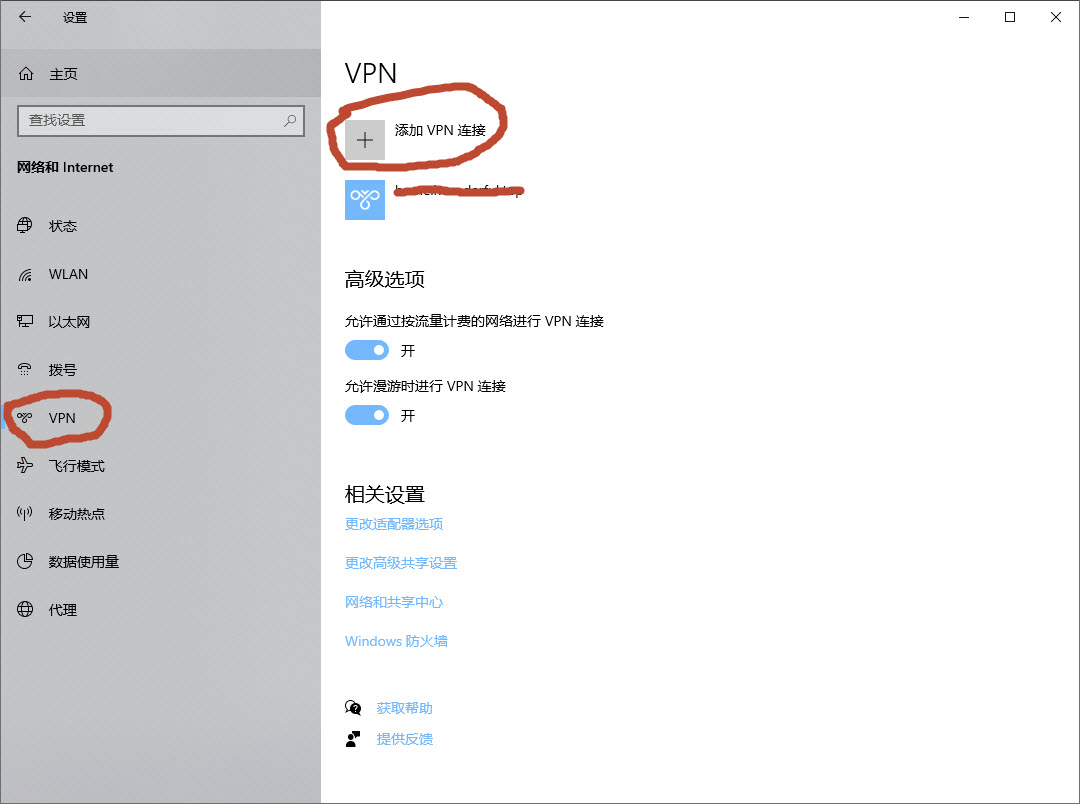 设置
主页
查找设置
网络和 Internet
状态
WLAN
以太网
拨号
VPN
飞行模式
移动热点
数据使用量
代理
VPN
添加 VPN 连接
高级选项
允许通过按流量计费的网络进行 VPN 连接
开
允许漫游时进行 VPN 连接
开
相关设置
更改适配器选项
更改高级共享设置
网络和共享中心
Windows 防火墙
获取帮助
提供反馈